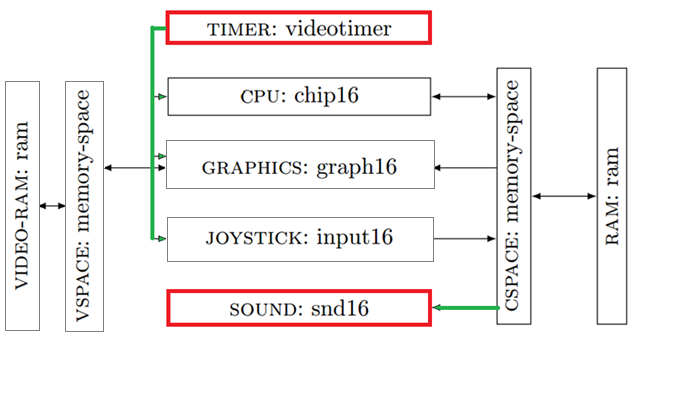 TIMER: videotimer
CPU: chip16
GRAPHICS: graph16
JOYSTICK: input16
SOUND: snd16
VIDEO-RAM: ram
VSPACE: memory-space
CSPACE: memory-space
RAM: ram